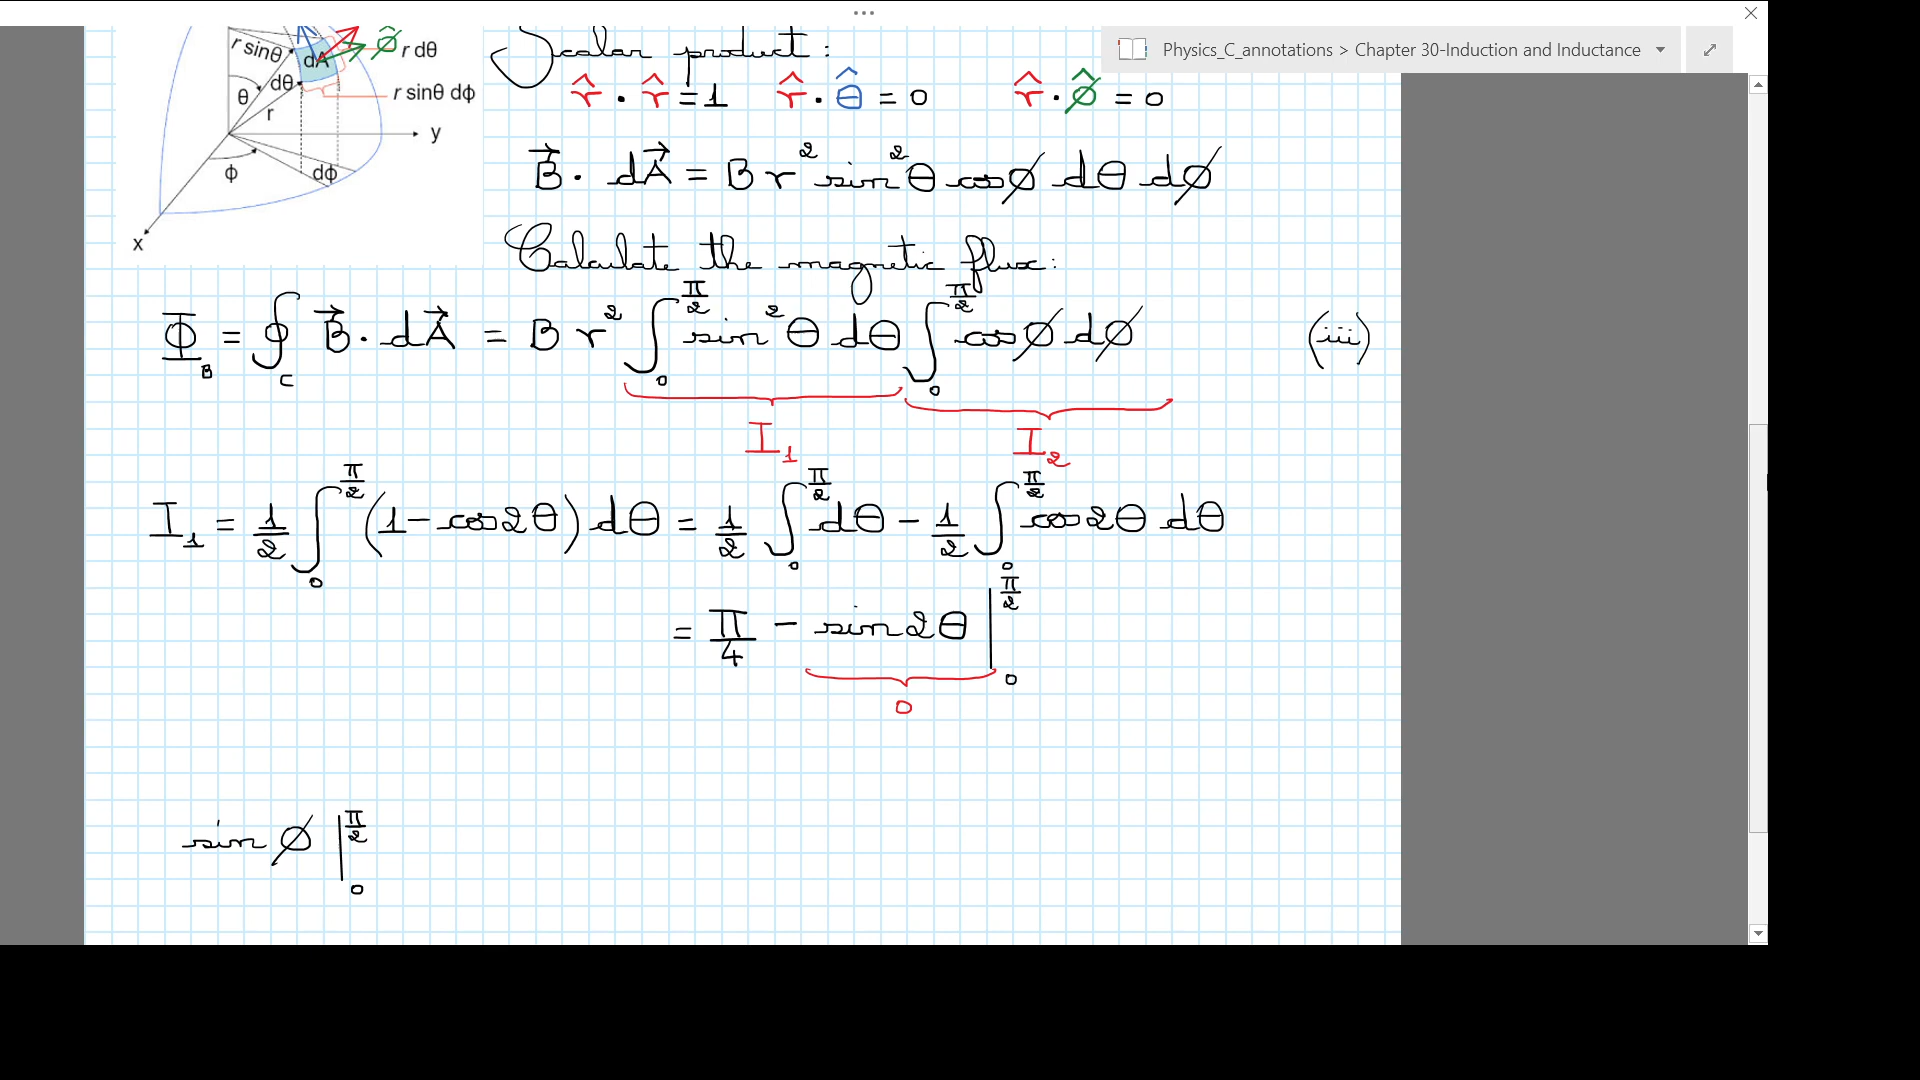 Physics_C_annotations > Chapter 30-Induction and Inductance
r sinθ dA ϕ̂ r dθ
dθ
θ r sinθ dϕ
r
y
ϕ dϕ
x
Scalar product:
r̂ · r̂ = 1 r̂ · θ̂ = 0 r̂ · ϕ̂ = 0
B⃗ · dA⃗ = B r² sin²θ cosϕ dθ dϕ
Calculate the magnetic flux:
Φ_B = ∮_C B⃗ · dA⃗ = B r² ∫_0^{π/2} sin²θ dθ ∫_0^{π/2} cosϕ dϕ (iii)
I₁ I₂
I₁ = 1/2 ∫_0^{π/2} (1 - cos2θ) dθ = 1/2 ∫_0^{π/2} dθ - 1/2 ∫_0^{π/2} cos2θ dθ
= π/4 - sin2θ |_0^{π/2}
0
sin ϕ |_0^{π/2}